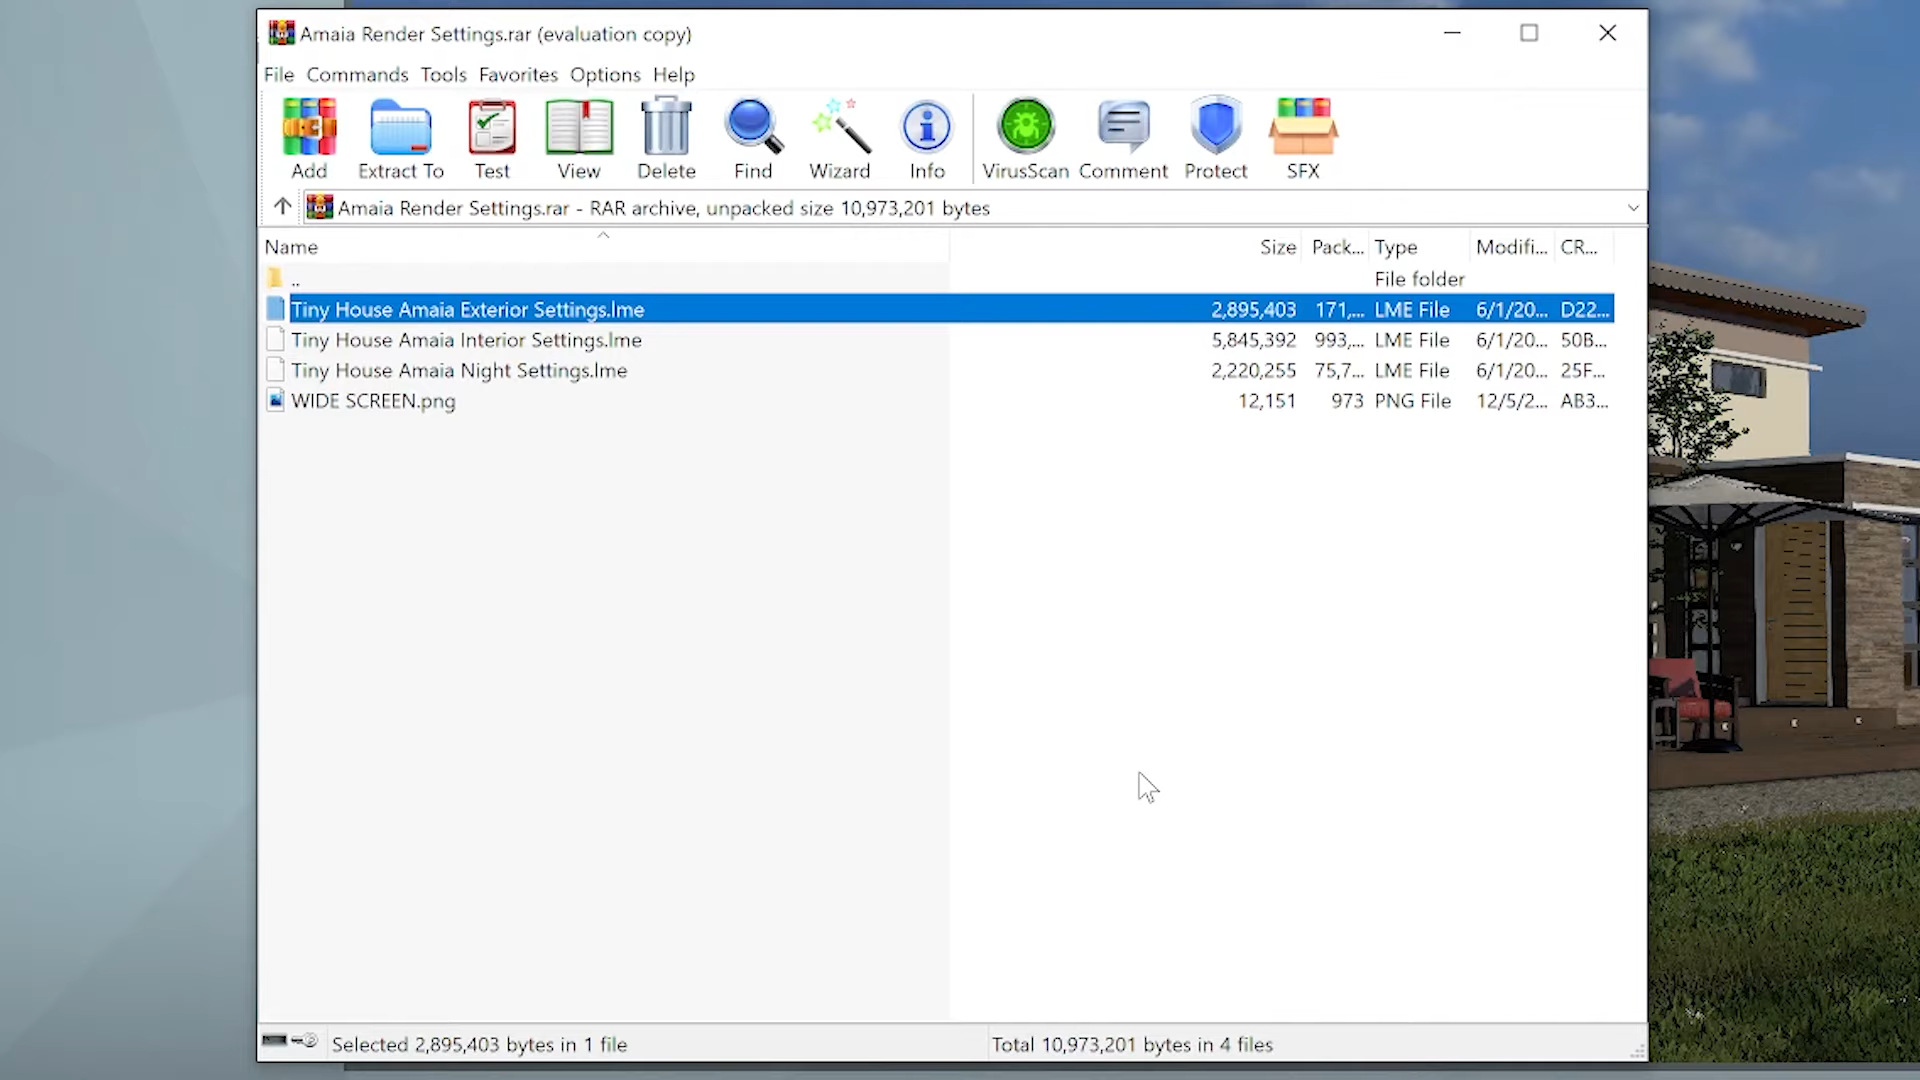 Amaia Render Settings.rar (evaluation copy)
File Commands Tools Favorites Options Help
Add Extract To Test View Delete Find Wizard Info VirusScan Comment Protect SFX
Amaia Render Settings.rar - RAR archive, unpacked size 10,973,201 bytes
Name Size Pack... Type Modifi... CR...
.. File folder
Tiny House Amaia Exterior Settings.lme 2,895,403 171,... LME File 6/1/20... D22...
Tiny House Amaia Interior Settings.lme 5,845,392 993,... LME File 6/1/20... 50B...
Tiny House Amaia Night Settings.lme 2,220,255 75,7... LME File 6/1/20... 25F...
WIDE SCREEN.png 12,151 973 PNG File 12/5/2... AB3...
Selected 2,895,403 bytes in 1 file Total 10,973,201 bytes in 4 files